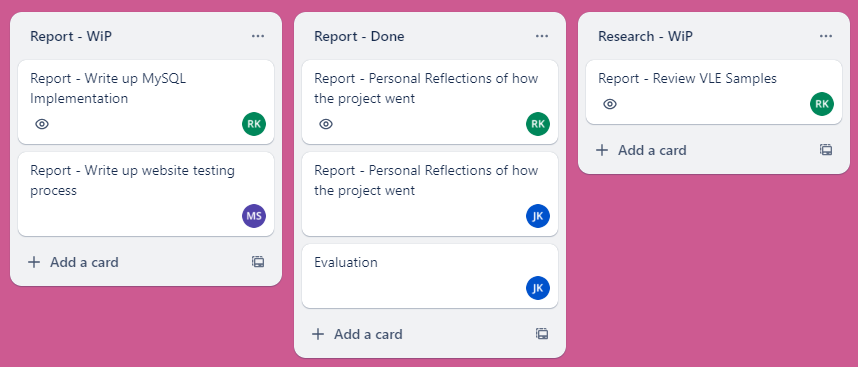 Report - WiP
Report - Write up MySQL
Implementation
RK
Report - Write up website testing
process
MS
Add a card
Report - Done
Report - Personal Reflections of how
the project went
RK
Report - Personal Reflections of how
the project went
JK
Evaluation
JK
Add a card
Research - WiP
Report - Review VLE Samples
RK
Add a card